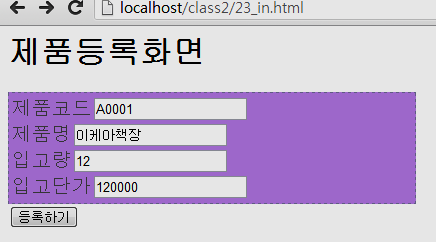 localhost/class2/23_in.html
제품등록화면
제품코드 A0001
제품명 이케아책장
입고량 12
입고단가 120000
등록하기